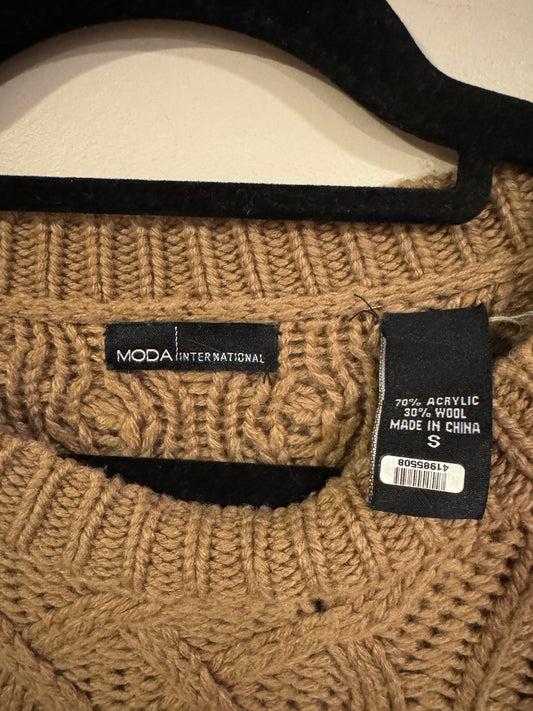 MODA INTERNATIONAL
70% ACRYLIC
30% WOOL
MADE IN CHINA
S
41985508